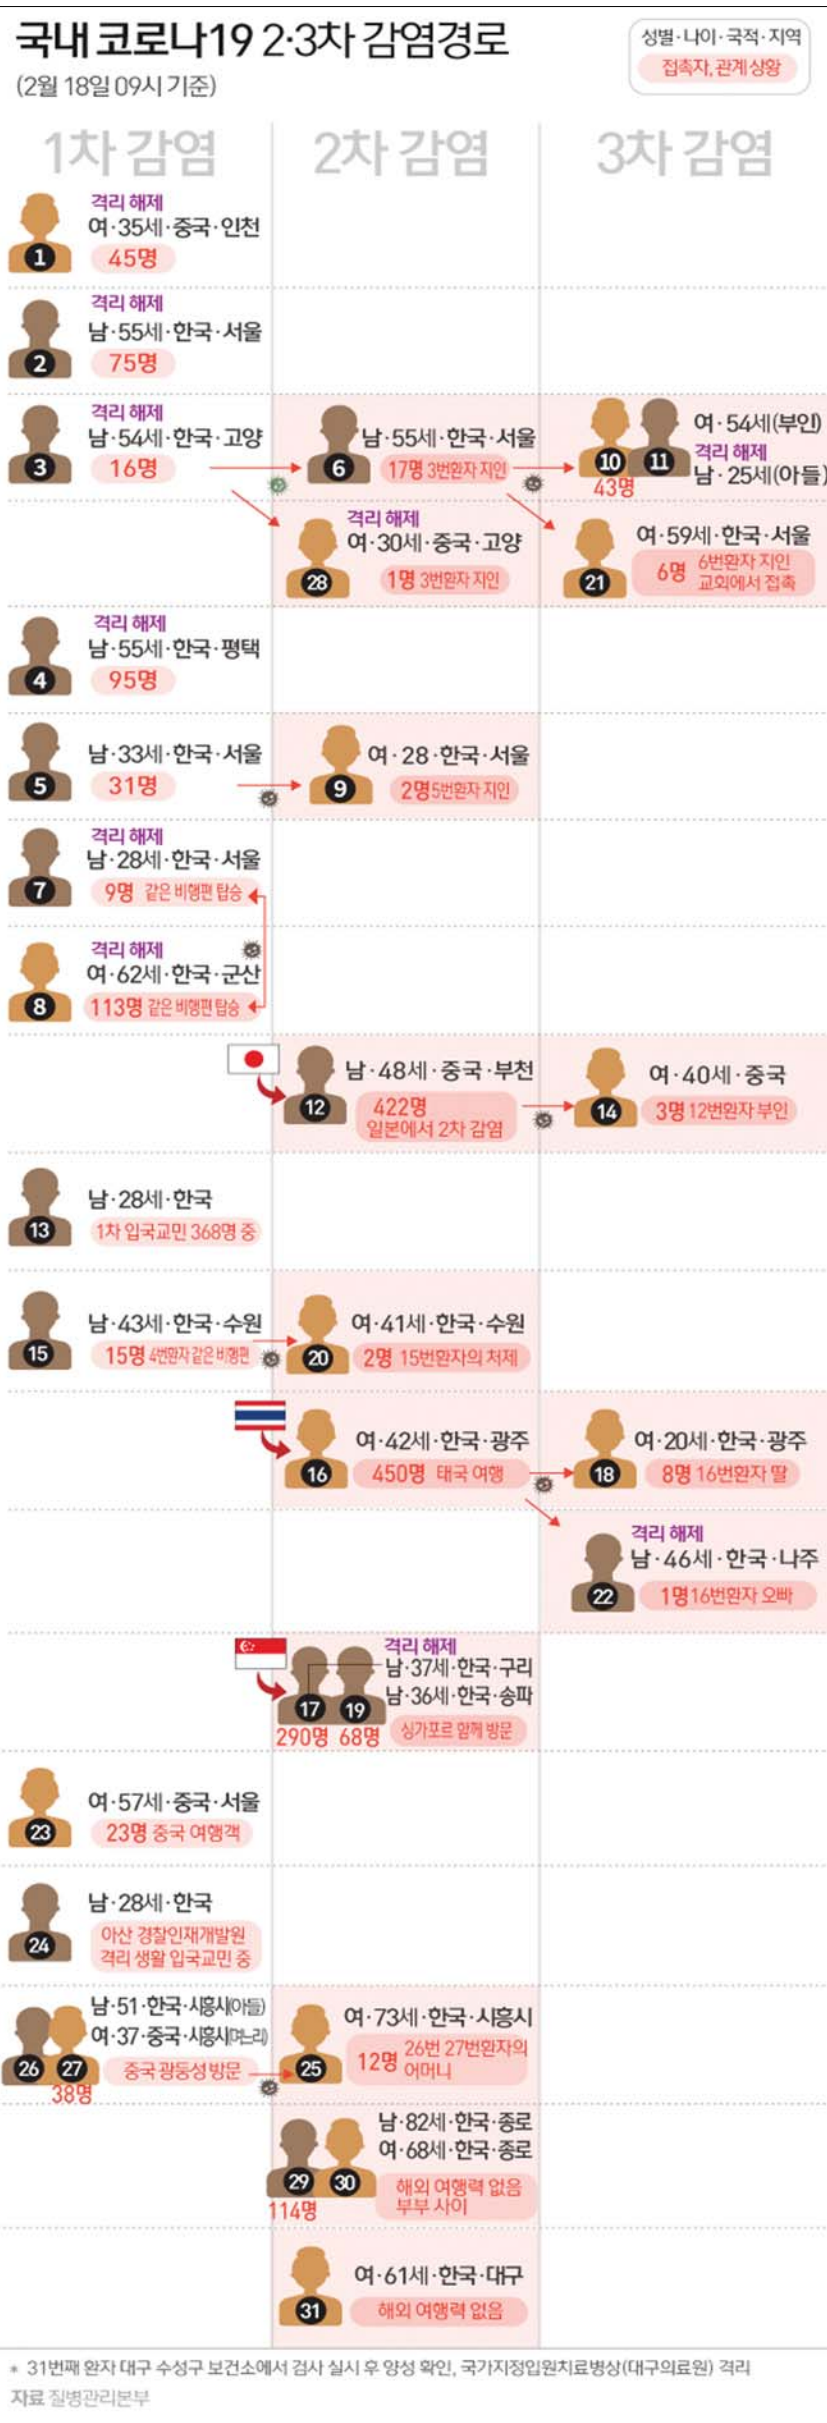 국내 코로나19 2·3차 감염경로
(2월 18일 09시 기준)
성별·나이·국적·지역
접촉자, 관계 상황
1차 감염
2차 감염
3차 감염
격리 해제
여·35세·중국·인천
1
45명
격리 해제
남·55세·한국·서울
2
75명
격리 해제
남·54세·한국·고양
3
16명
남·55세·한국·서울
6
17명 3번환자 지인
여·54세(부인)
격리 해제
남·25세(아들)
10
11
43명
격리 해제
여·30세·중국·고양
28
1명 3번환자 지인
여·59세·한국·서울
21
6명
6번환자 지인
교회에서 접촉
격리 해제
남·55세·한국·평택
4
95명
남·33세·한국·서울
5
31명
여·28·한국·서울
9
2명 5번환자 지인
격리 해제
남·28세·한국·서울
7
9명 같은 비행편 탑승
격리 해제
여·62세·한국·군산
8
113명 같은 비행편 탑승
남·48세·중국·부천
12
422명
일본에서 2차 감염
여·40세·중국
14
3명 12번환자 부인
남·28세·한국
13
1차 입국교민 368명 중
남·43세·한국·수원
15
15명 4번환자 같은 비행편
여·41세·한국·수원
20
2명 15번환자의 처제
여·42세·한국·광주
16
450명 태국 여행
여·20세·한국·광주
18
8명 16번환자 딸
격리 해제
남·46세·한국·나주
22
1명 16번환자 오빠
격리 해제
남·37세·한국·구리
남·36세·한국·송파
17
19
290명 68명
싱가포르 함께 방문
여·57세·중국·서울
23
23명 중국 여행객
남·28세·한국
24
아산 경찰인재개발원
격리 생활 입국교민 중
남·51·한국·시흥시(아들)
여·37·중국·시흥시(며느리)
26
27
38명
중국 광둥성 방문
여·73세·한국·시흥시
25
12명
26번 27번환자의
어머니
남·82세·한국·종로
여·68세·한국·종로
29
30
114명
해외 여행력 없음
부부 사이
여·61세·한국·대구
31
해외 여행력 없음
* 31번째 환자 대구 수성구 보건소에서 검사 실시 후 양성 확인, 국가지정입원치료병상(대구의료원) 격리
자료 질병관리본부